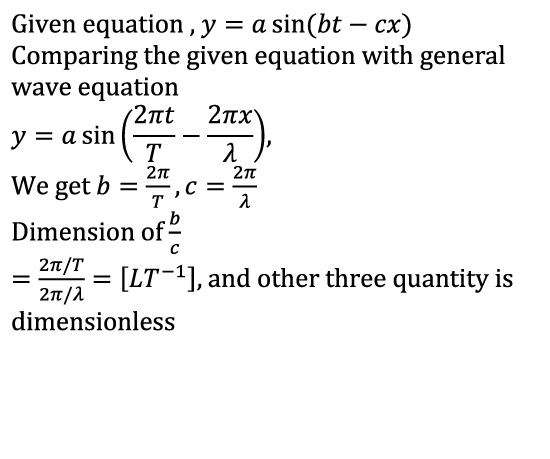 Given equation , y = a sin(bt − cx)
Comparing the given equation with general
wave equation
y = a sin(2πt/T − 2πx/λ),
We get b = 2π/T , c = 2π/λ
Dimension of b/c
= (2π/T)/(2π/λ) = [LT⁻¹], and other three quantity is
dimensionless